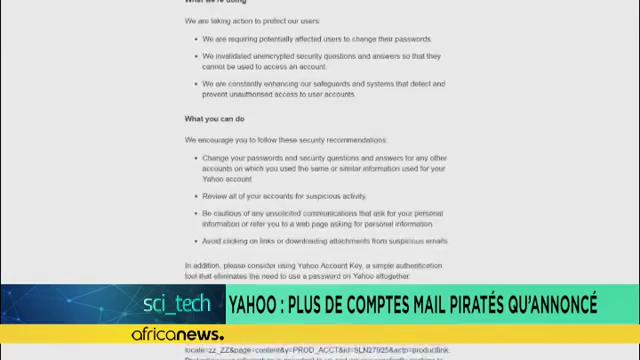 What we're doing
We are taking action to protect our users:
We are requiring potentially affected users to change their passwords.
We invalidated unencrypted security questions and answers so that they
cannot be used to access an account.
We are constantly enhancing our safeguards and systems that detect and
prevent unauthorised access to user accounts.
What you can do
We encourage you to follow these security recommendations:
Change your passwords and security questions and answers for any other
accounts on which you used the same or similar information used for your
Yahoo account
Review all of your accounts for suspicious activity.
Be cautious of any unsolicited communications that ask for your personal
information or refer you to a web page asking for personal information.
Avoid clicking on links or downloading attachments from suspicious emails
In addition, please consider using Yahoo Account Key, a simple authentication
tool that eliminates the need to use a password on Yahoo altogether.
sci_tech
YAHOO : PLUS DE COMPTES MAIL PIRATÉS QU'ANNONCÉ
africanews.
locale=zz_ZZ&page=content&y=PROD_ACCT&id=SLN27925&actp=productlink.